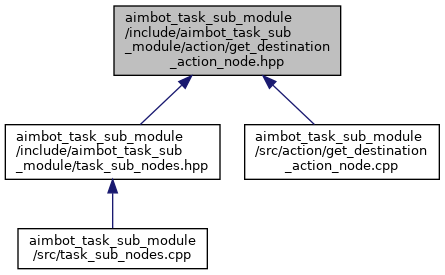 aimbot_task_sub_module
/include/aimbot_task_sub
_module/action/get_destination
_action_node.hpp
aimbot_task_sub_module
/include/aimbot_task_sub
_module/task_sub_nodes.hpp
aimbot_task_sub_module
/src/action/get_destination
_action_node.cpp
aimbot_task_sub_module
/src/task_sub_nodes.cpp